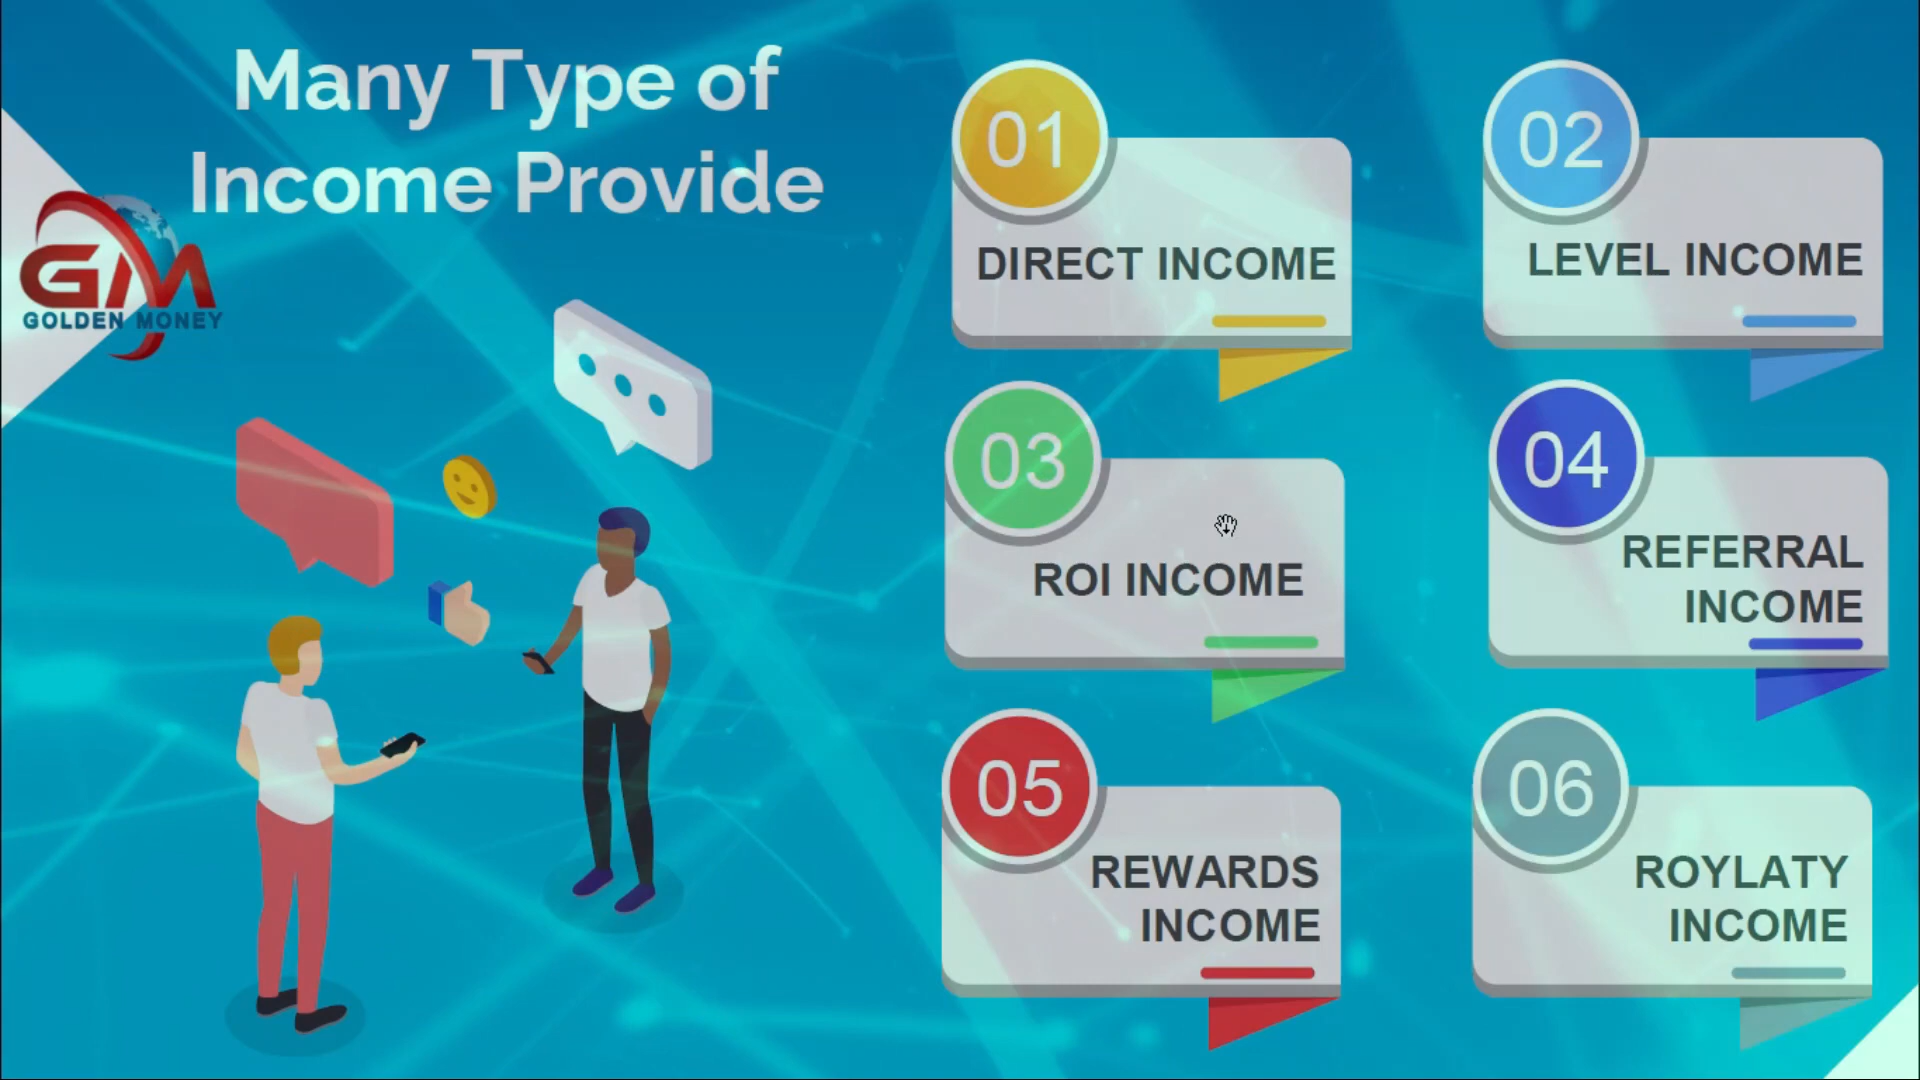 Many Type of
Income Provide
GM
GOLDEN MONEY
01
DIRECT INCOME
02
LEVEL INCOME
03
ROI INCOME
04
REFERRAL
INCOME
05
REWARDS
INCOME
06
ROYLATY
INCOME